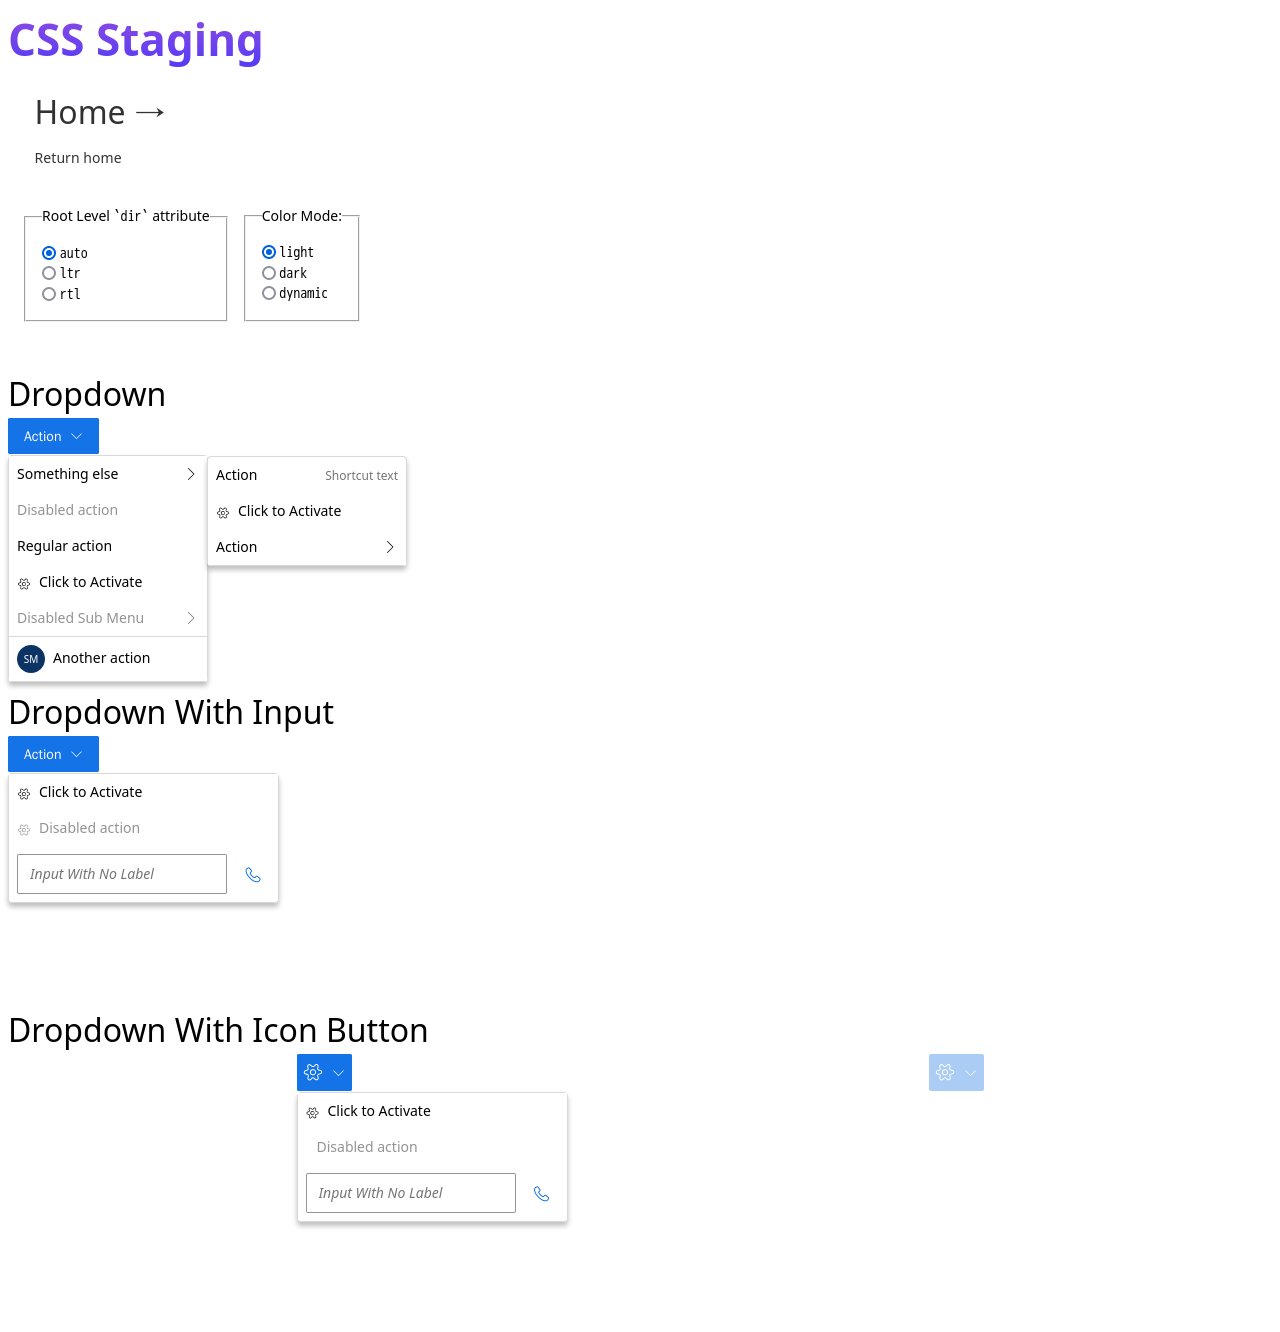 CSS Staging
Home →
Return home
Root Level `dir` attribute
auto
ltr
rtl
Color Mode:
light
dark
dynamic
Dropdown
Action
Something else
Disabled action
Regular action
Click to Activate
Disabled Sub Menu
SM Another action
Action Shortcut text
Click to Activate
Action
Dropdown With Input
Action
Click to Activate
Disabled action
Input With No Label
Dropdown With Icon Button
Click to Activate
Disabled action
Input With No Label